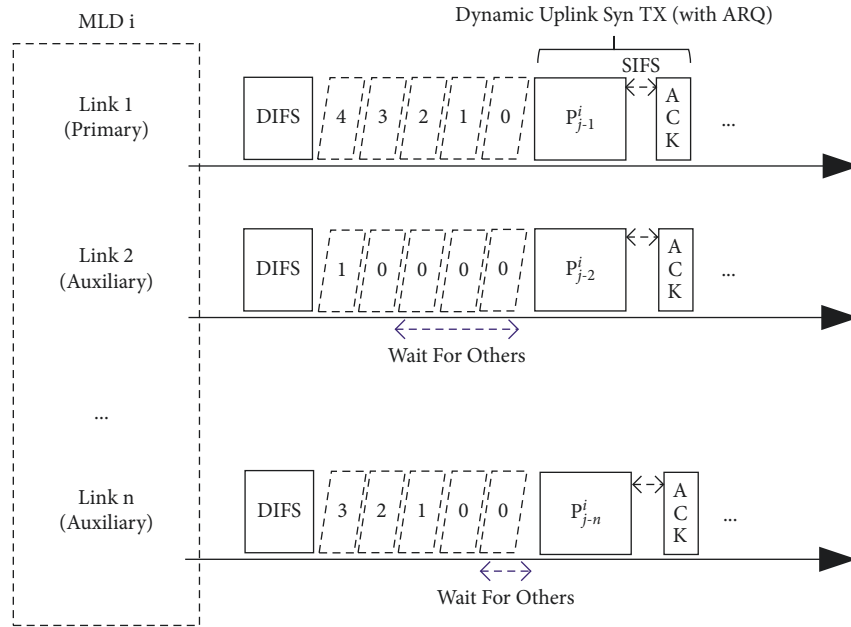 Dynamic Uplink Syn TX (with ARQ)
MLD i
SIFS
Link 1
(Primary)
DIFS 4 3 2 1 0 P^i_{j-1} A C K ...
Link 2
(Auxiliary)
DIFS 1 0 0 0 0 P^i_{j-2} A C K ...
Wait For Others
...
Link n
(Auxiliary)
DIFS 3 2 1 0 0 P^i_{j-n} A C K ...
Wait For Others